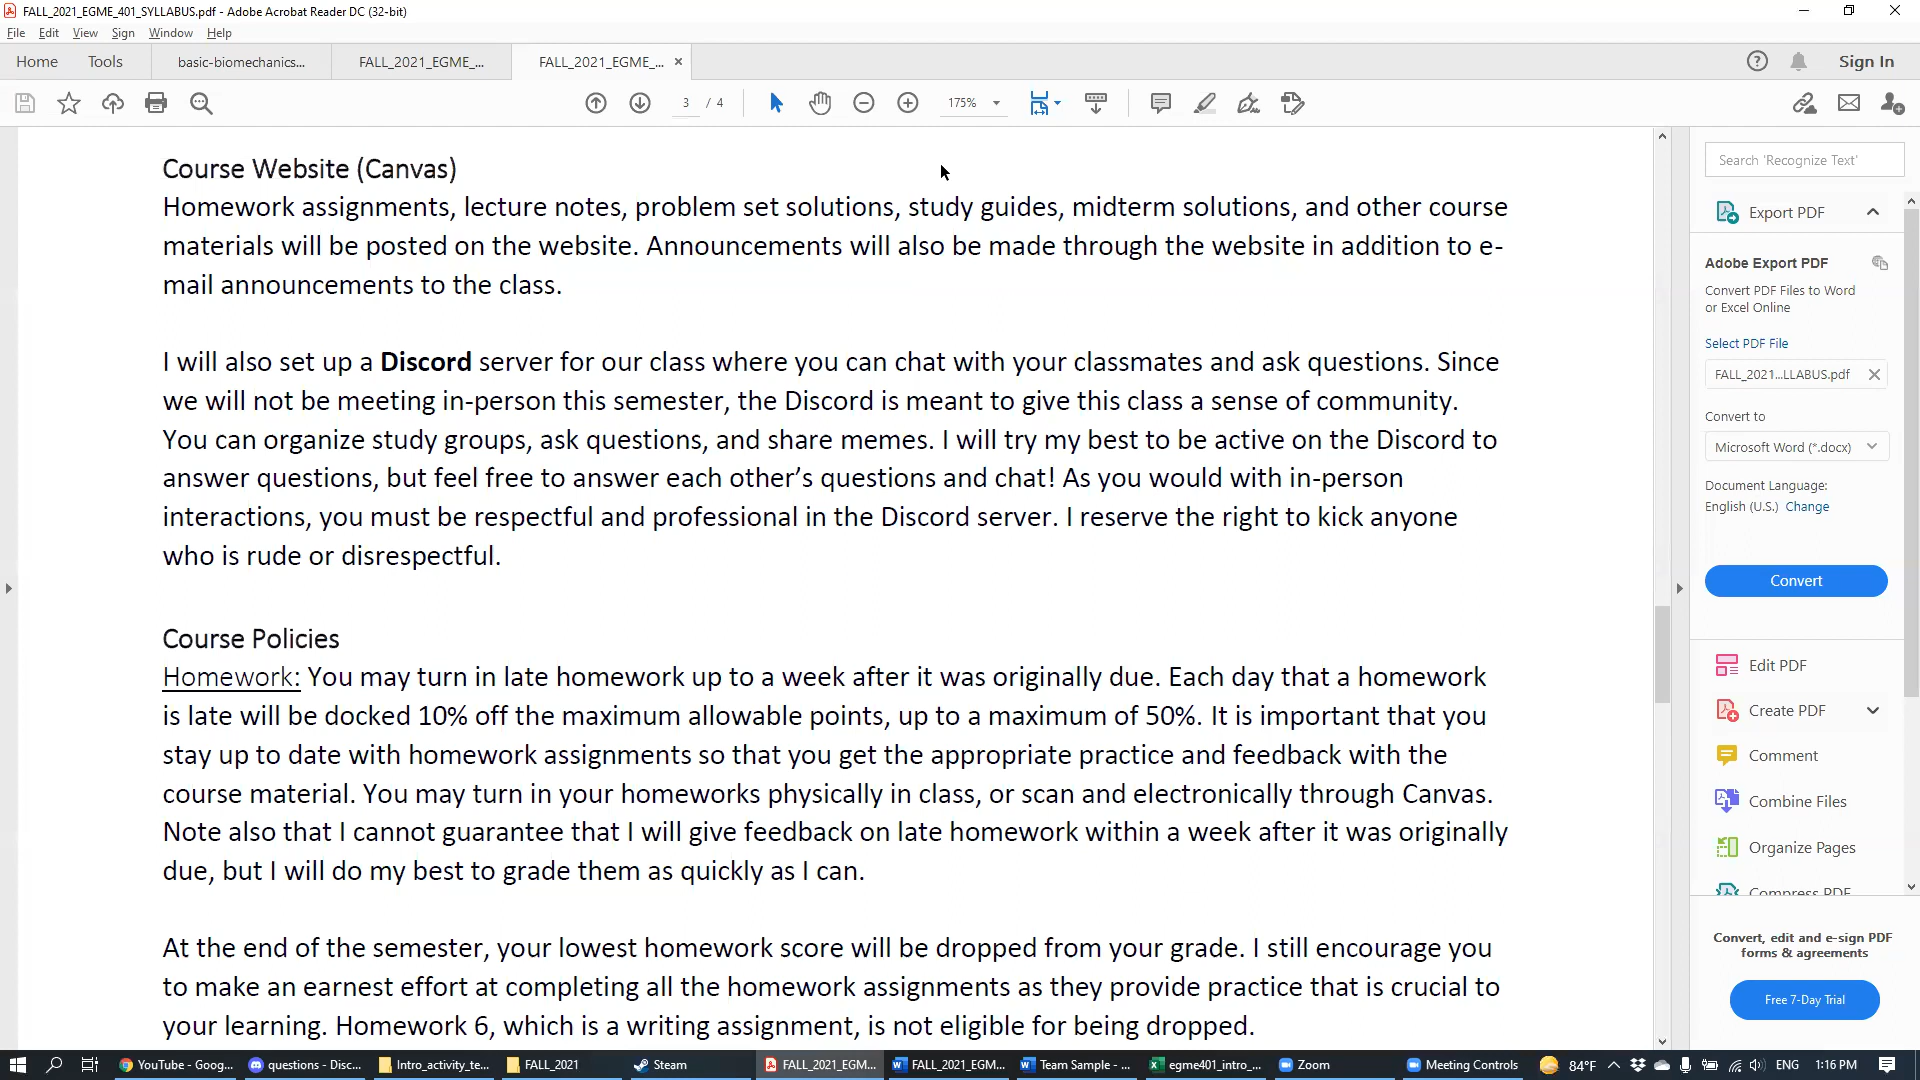 FALL_2021_EGME_401_SYLLABUS.pdf - Adobe Acrobat Reader DC (32-bit)
File Edit View Sign Window Help
Home Tools basic-biomechanics... FALL_2021_EGME_... FALL_2021_EGME_... × Sign In
3 / 4 175%
Course Website (Canvas)
Homework assignments, lecture notes, problem set solutions, study guides, midterm solutions, and other course
materials will be posted on the website. Announcements will also be made through the website in addition to e-
mail announcements to the class.
I will also set up a Discord server for our class where you can chat with your classmates and ask questions. Since
we will not be meeting in-person this semester, the Discord is meant to give this class a sense of community.
You can organize study groups, ask questions, and share memes. I will try my best to be active on the Discord to
answer questions, but feel free to answer each other’s questions and chat! As you would with in-person
interactions, you must be respectful and professional in the Discord server. I reserve the right to kick anyone
who is rude or disrespectful.
Course Policies
Homework: You may turn in late homework up to a week after it was originally due. Each day that a homework
is late will be docked 10% off the maximum allowable points, up to a maximum of 50%. It is important that you
stay up to date with homework assignments so that you get the appropriate practice and feedback with the
course material. You may turn in your homeworks physically in class, or scan and electronically through Canvas.
Note also that I cannot guarantee that I will give feedback on late homework within a week after it was originally
due, but I will do my best to grade them as quickly as I can.
At the end of the semester, your lowest homework score will be dropped from your grade. I still encourage you
to make an earnest effort at completing all the homework assignments as they provide practice that is crucial to
your learning. Homework 6, which is a writing assignment, is not eligible for being dropped.
Search 'Recognize Text'
Export PDF
Adobe Export PDF
Convert PDF Files to Word
or Excel Online
Select PDF File
FALL_2021...LLABUS.pdf
Convert to
Microsoft Word (*.docx)
Document Language:
English (U.S.) Change
Convert
Edit PDF
Create PDF
Comment
Combine Files
Organize Pages
Compress PDF
Convert, edit and e-sign PDF
forms & agreements
Free 7-Day Trial
YouTube - Goog... questions - Disc... Intro_activity_te... FALL_2021 Steam FALL_2021_EGM... FALL_2021_EGM... Team Sample - ... egme401_intro_... Zoom Meeting Controls 84°F ENG 1:16 PM